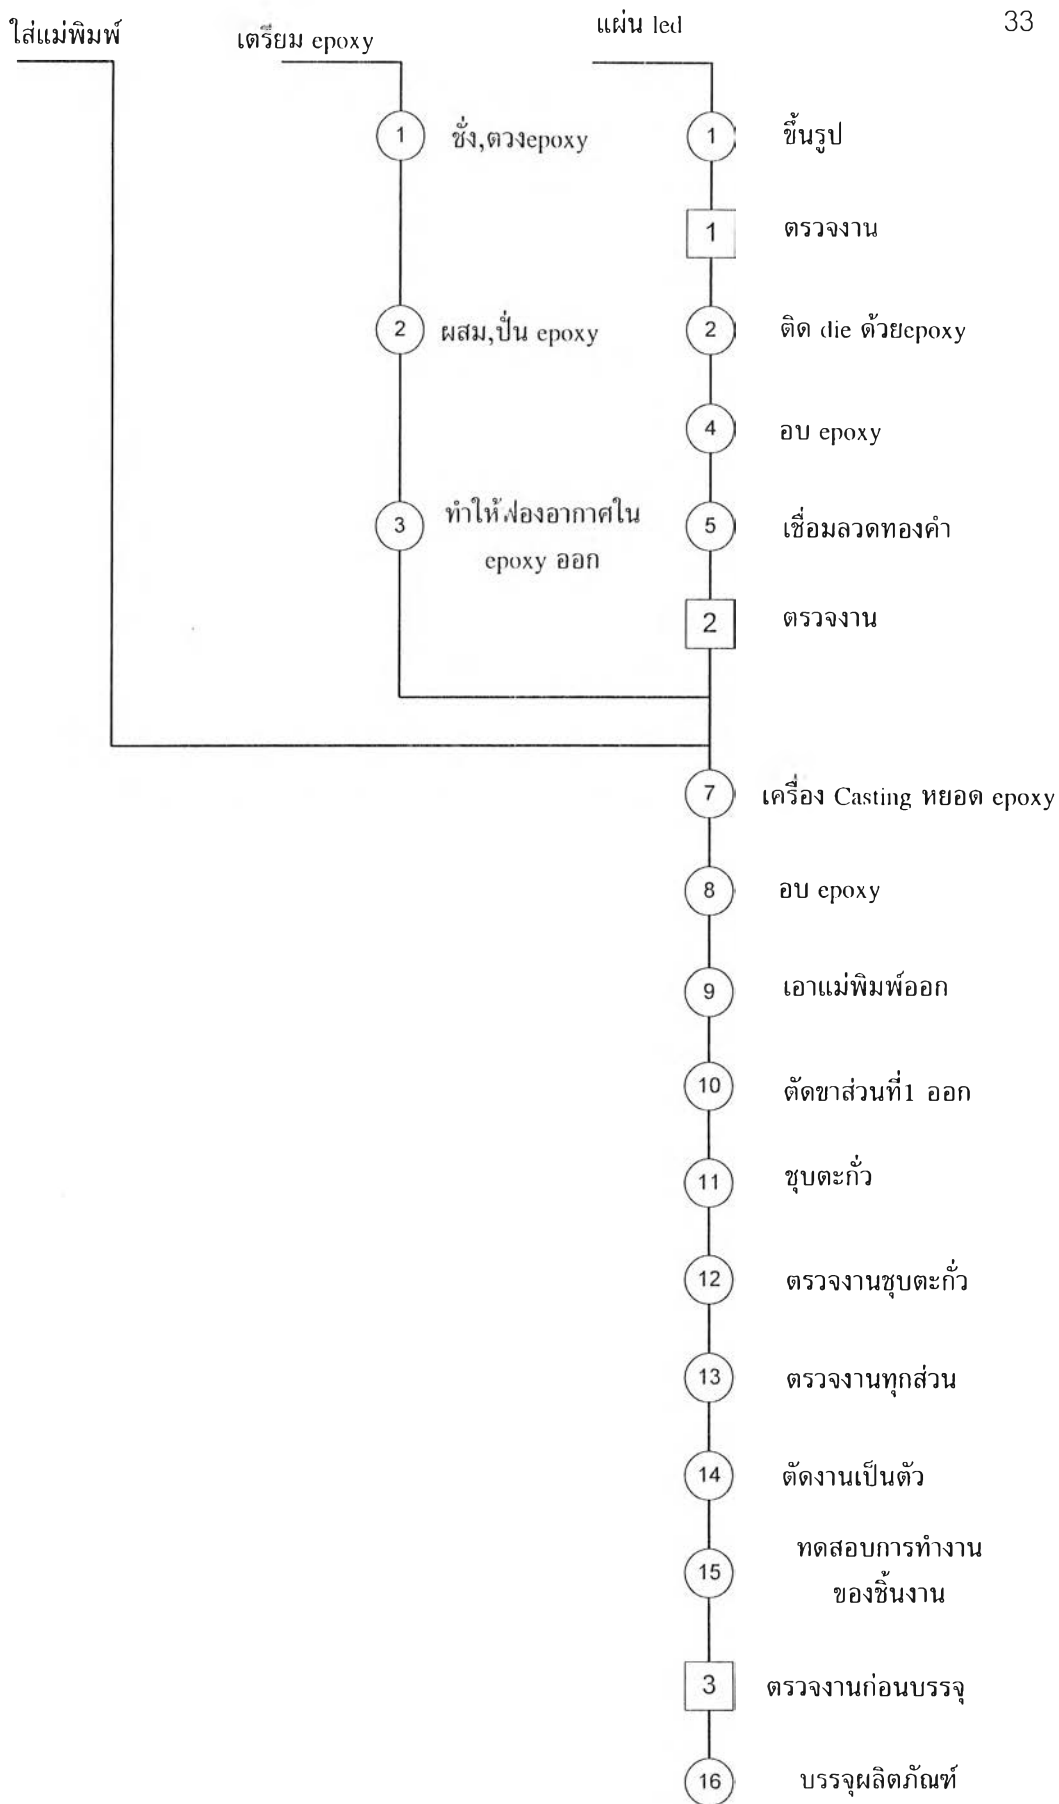 33
ใส่แม่พิมพ์
เตรียม epoxy
แผ่น led
1 ชั่ง,ตวงepoxy
1 ขึ้นรูป
1 ตรวจงาน
2 ผสม,ปั่น epoxy
2 ติด die ด้วยepoxy
4 อบ epoxy
3 ทำให้ฟองอากาศใน
epoxy ออก
5 เชื่อมลวดทองคำ
2 ตรวจงาน
7 เครื่อง Casting หยอด epoxy
8 อบ epoxy
9 เอาแม่พิมพ์ออก
10 ตัดขาส่วนที่1 ออก
11 ชุบตะกั่ว
12 ตรวจงานชุบตะกั่ว
13 ตรวจงานทุกส่วน
14 ตัดงานเป็นตัว
15 ทดสอบการทำงาน
ของชิ้นงาน
3 ตรวจงานก่อนบรรจุ
16 บรรจุผลิตภัณฑ์